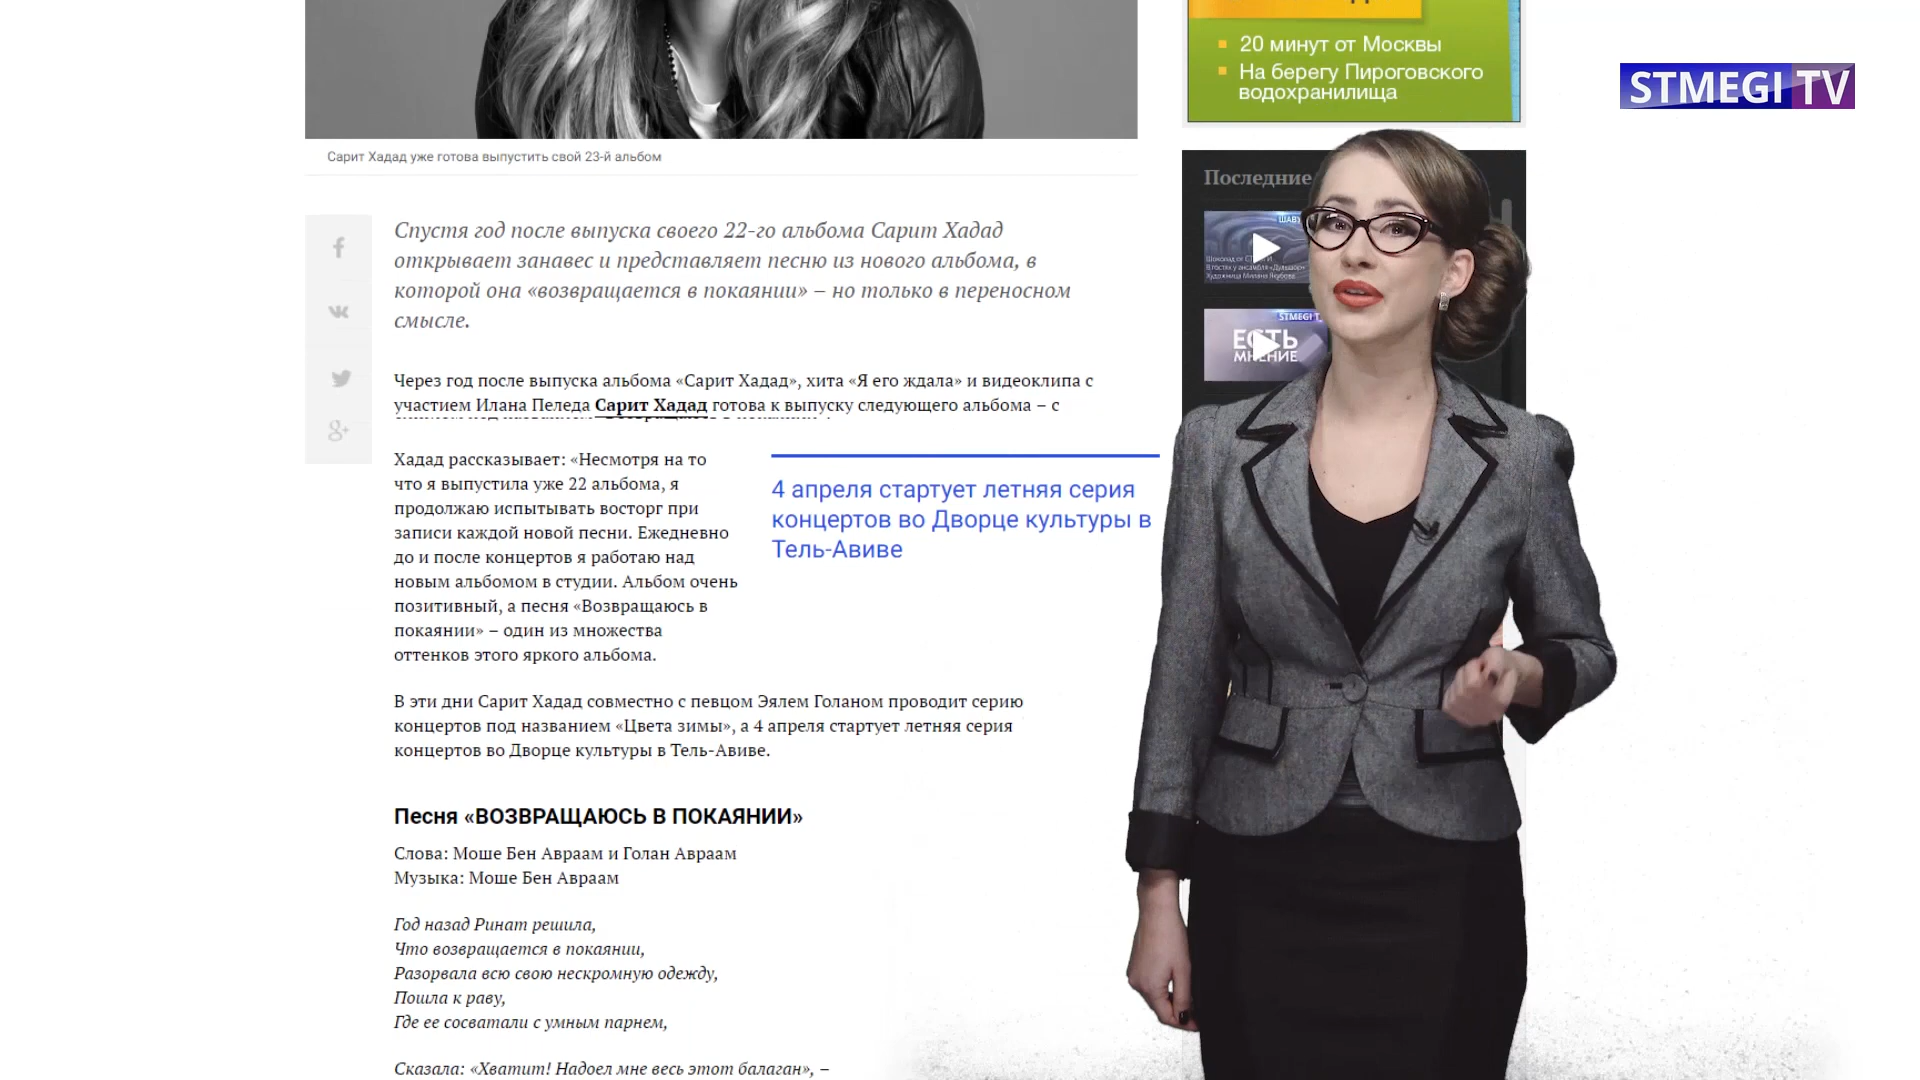 20 минут от Москвы
На берегу Пироговского
водохранилища
STMEGI TV
Сарит Хадад уже готова выпустить свой 23-й альбом
Последние
Спустя год после выпуска своего 22-го альбома Сарит Хадад
открывает занавес и представляет песню из нового альбома, в
которой она «возвращается в покаянии» – но только в переносном
смысле.
ЕСТЬ
МНЕНИЕ
Через год после выпуска альбома «Сарит Хадад», хита «Я его ждала» и видеоклипа с
участием Илана Пеледа Сарит Хадад готова к выпуску следующего альбома – с
Хадад рассказывает: «Несмотря на то
что я выпустила уже 22 альбома, я
продолжаю испытывать восторг при
записи каждой новой песни. Ежедневно
до и после концертов я работаю над
новым альбомом в студии. Альбом очень
позитивный, а песня «Возвращаюсь в
покаянии» – один из множества
оттенков этого яркого альбома.
4 апреля стартует летняя серия
концертов во Дворце культуры в
Тель-Авиве
В эти дни Сарит Хадад совместно с певцом Эялем Голаном проводит серию
концертов под названием «Цвета зимы», а 4 апреля стартует летняя серия
концертов во Дворце культуры в Тель-Авиве.
Песня «ВОЗВРАЩАЮСЬ В ПОКАЯНИИ»
Слова: Моше Бен Авраам и Голан Авраам
Музыка: Моше Бен Авраам
Год назад Ринат решила,
Что возвращается в покаянии,
Разорвала всю свою нескромную одежду,
Пошла к раву,
Где ее сосватали с умным парнем,
Сказала: «Хватит! Надоел мне весь этот балаган», –